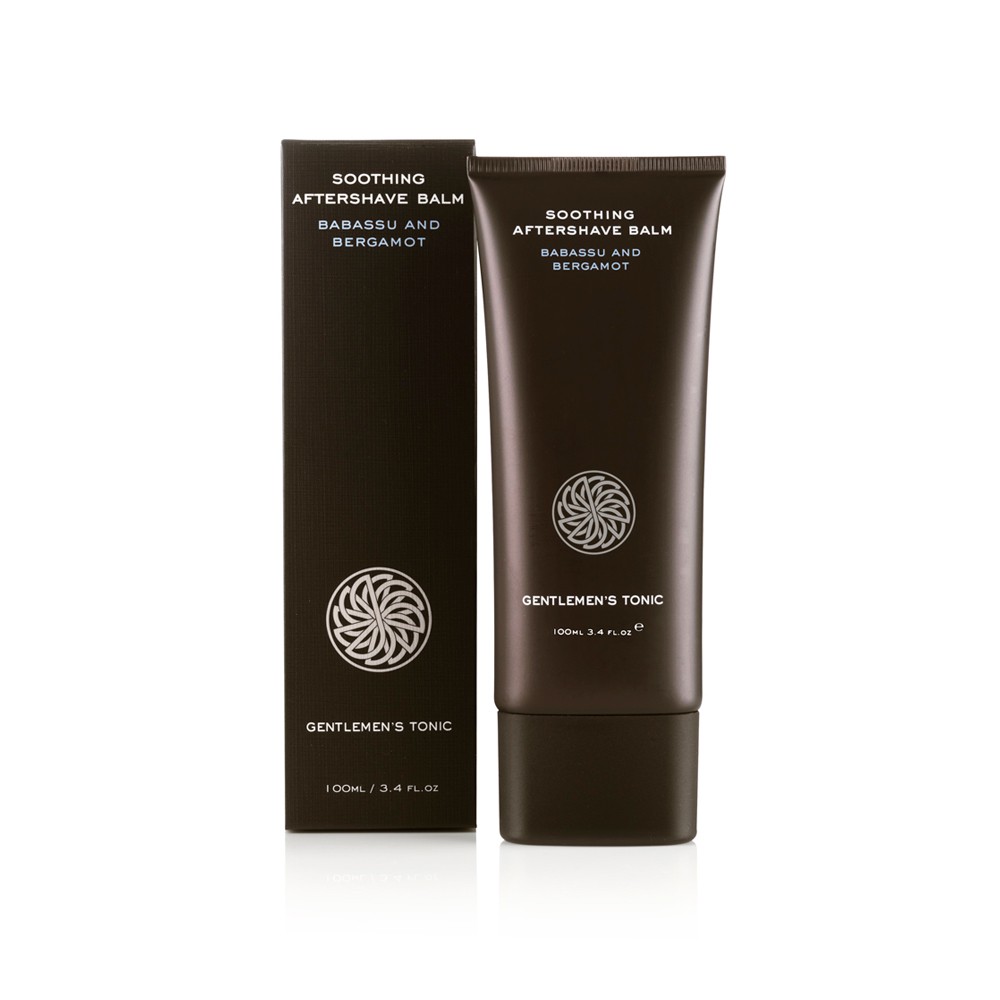 SOOTHING
AFTERSHAVE BALM
BABASSU AND
BERGAMOT
GENTLEMEN'S TONIC
100ML / 3.4 FL.OZ
SOOTHING
AFTERSHAVE BALM
BABASSU AND
BERGAMOT
GENTLEMEN'S TONIC
100ML 3.4 FL.OZ ℮